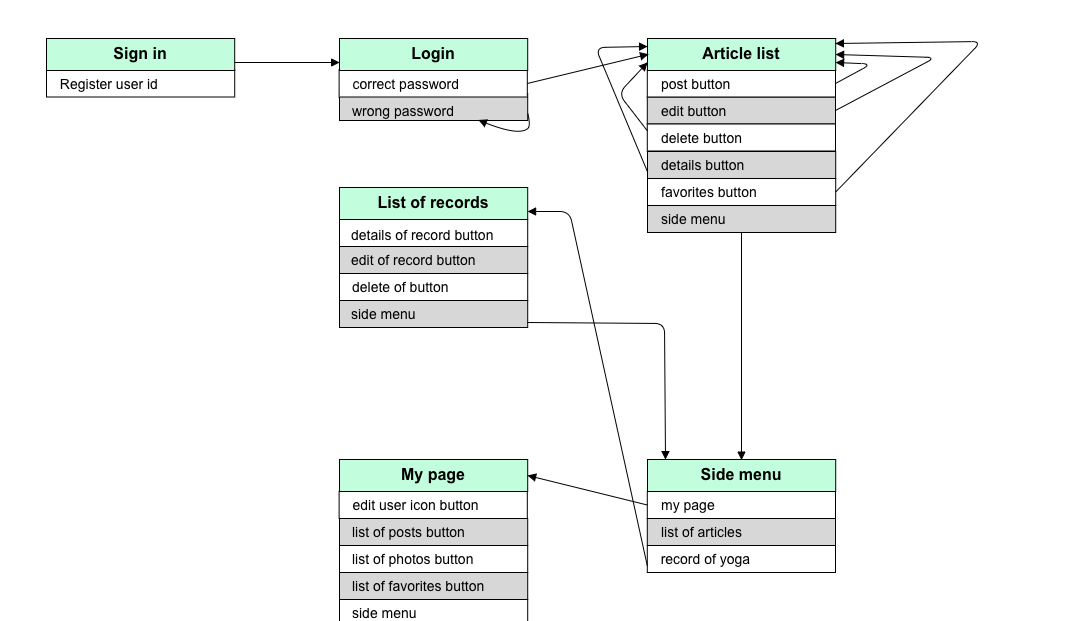 Sign in
Register user id
Login
correct password
wrong password
Article list
post button
edit button
delete button
details button
favorites button
side menu
List of records
details of record button
edit of record button
delete of button
side menu
My page
edit user icon button
list of posts button
list of photos button
list of favorites button
side menu
Side menu
my page
list of articles
record of yoga